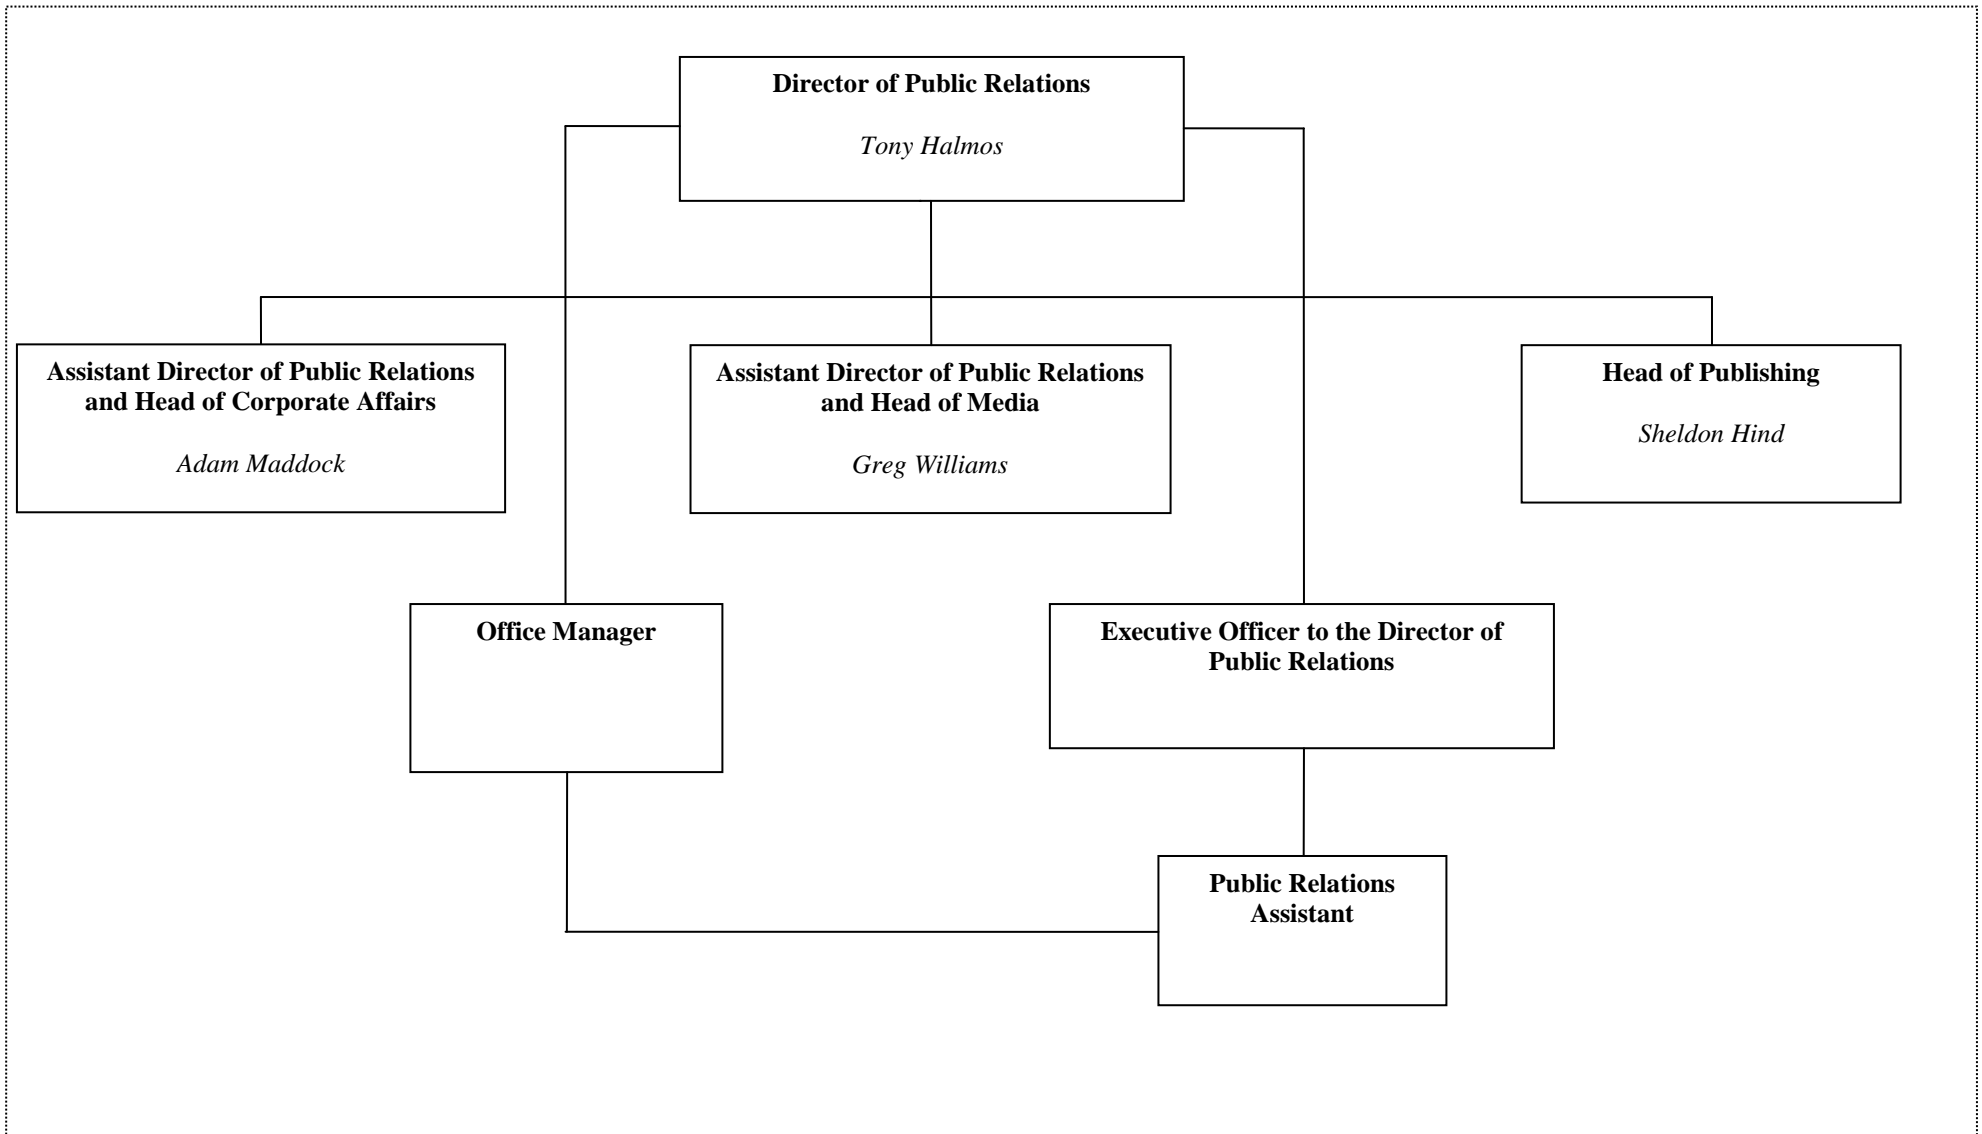 Director of Public Relations
Tony Halmos
Assistant Director of Public Relations
and Head of Corporate Affairs
Adam Maddock
Assistant Director of Public Relations
and Head of Media
Greg Williams
Head of Publishing
Sheldon Hind
Office Manager
Executive Officer to the Director of
Public Relations
Public Relations
Assistant